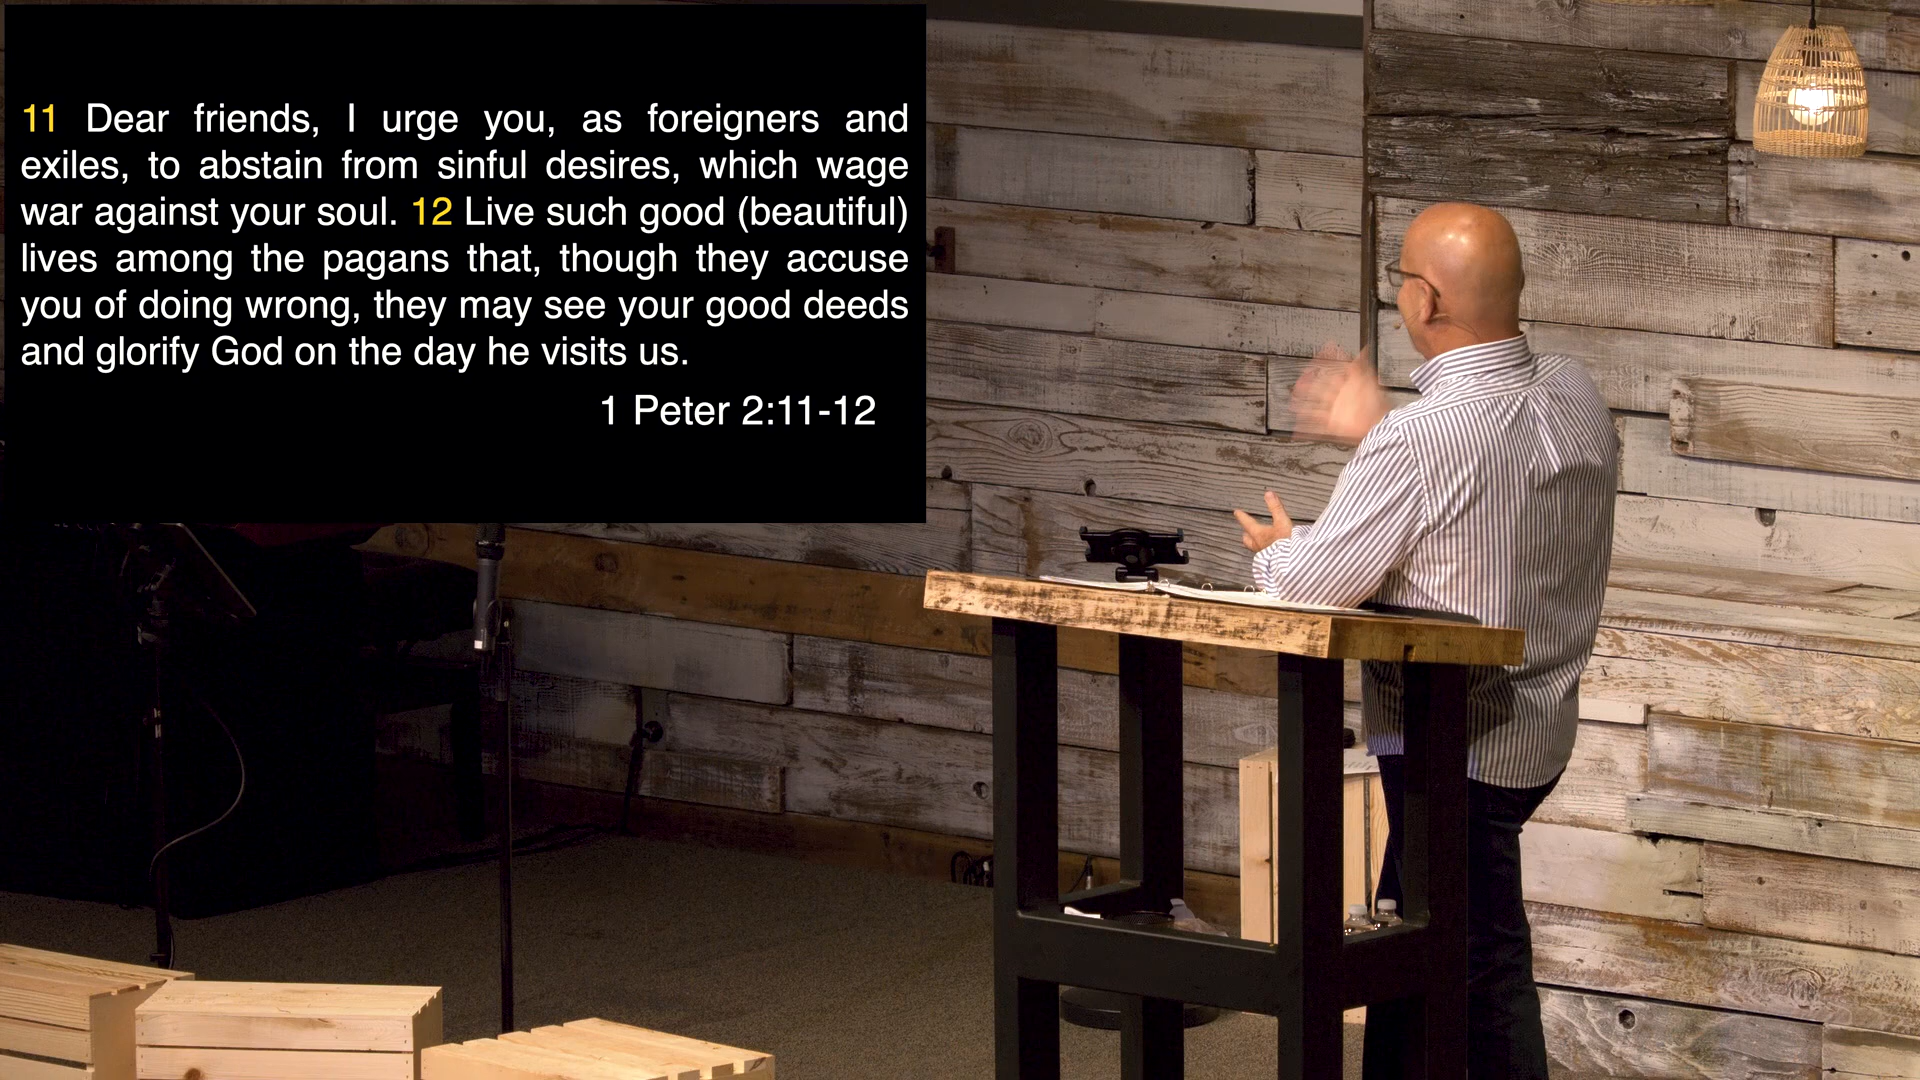 11 Dear friends, I urge you, as foreigners and
exiles, to abstain from sinful desires, which wage
war against your soul. 12 Live such good (beautiful)
lives among the pagans that, though they accuse
you of doing wrong, they may see your good deeds
and glorify God on the day he visits us.
1 Peter 2:11-12